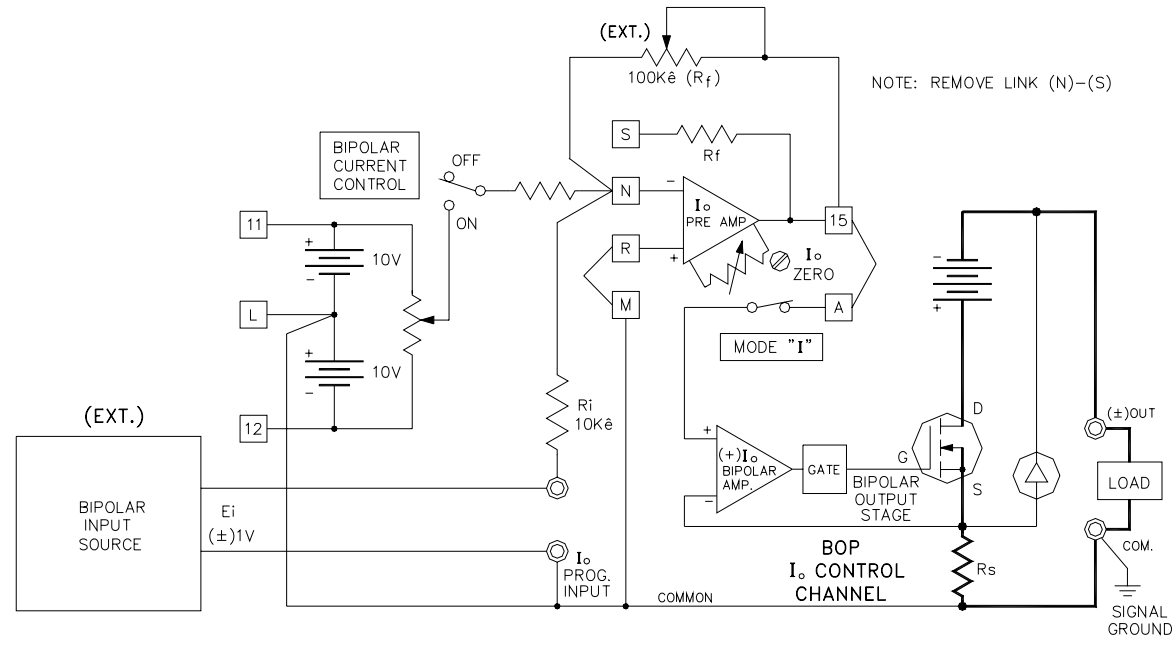 (EXT.)
100Kê (Rf)
NOTE: REMOVE LINK (N)-(S)
S
Rf
BIPOLAR
CURRENT
CONTROL
OFF
ON
N
-
Io
PRE AMP
+
15
R
M
Io
ZERO
A
MODE "I"
11
+
10V
-
L
+
10V
-
12
Ri
10Kê
(EXT.)
BIPOLAR
INPUT
SOURCE
Ei
(±)1V
Io
PROG.
INPUT
COMMON
+
(+)Io
BIPOLAR
AMP.
-
GATE
G
D
S
BIPOLAR
OUTPUT
STAGE
-
+
(±)OUT
LOAD
COM.
BOP
Io CONTROL
CHANNEL
Rs
SIGNAL
GROUND